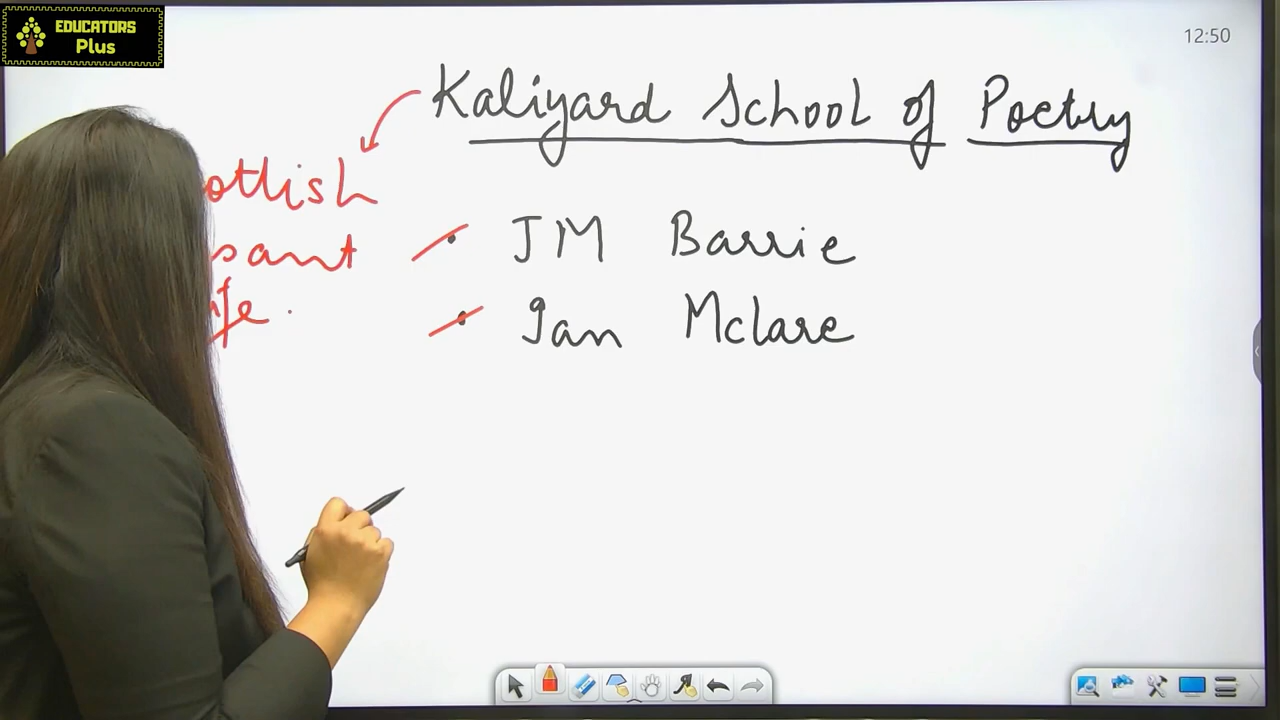 EDUCATORS
Plus
12:50
Kaliyard School of Poetry
JM Barrie
Ian Mclare